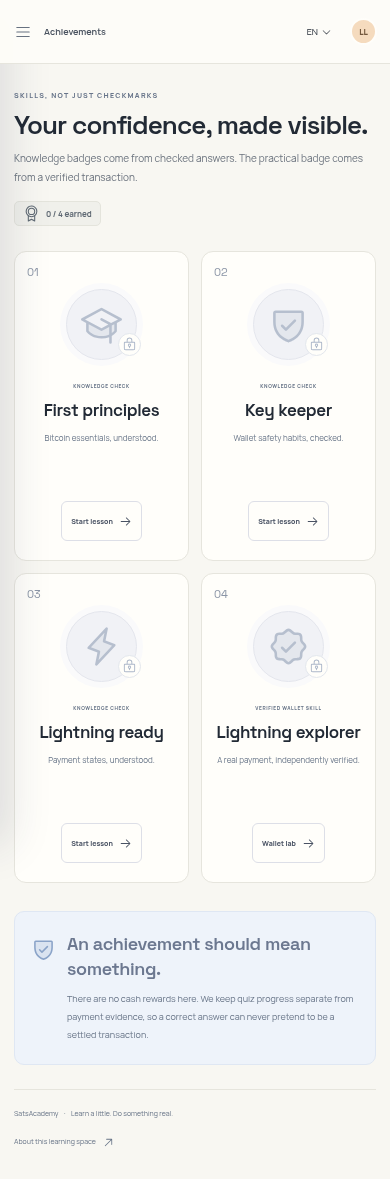 Achievements
EN
LL
SKILLS, NOT JUST CHECKMARKS
Your confidence, made visible.
Knowledge badges come from checked answers. The practical badge comes
from a verified transaction.
0 / 4 earned
01
KNOWLEDGE CHECK
First principles
Bitcoin essentials, understood.
Start lesson
02
KNOWLEDGE CHECK
Key keeper
Wallet safety habits, checked.
Start lesson
03
KNOWLEDGE CHECK
Lightning ready
Payment states, understood.
Start lesson
04
VERIFIED WALLET SKILL
Lightning explorer
A real payment, independently verified.
Wallet lab
An achievement should mean
something.
There are no cash rewards here. We keep quiz progress separate from
payment evidence, so a correct answer can never pretend to be a
settled transaction.
SatsAcademy · Learn a little. Do something real.
About this learning space